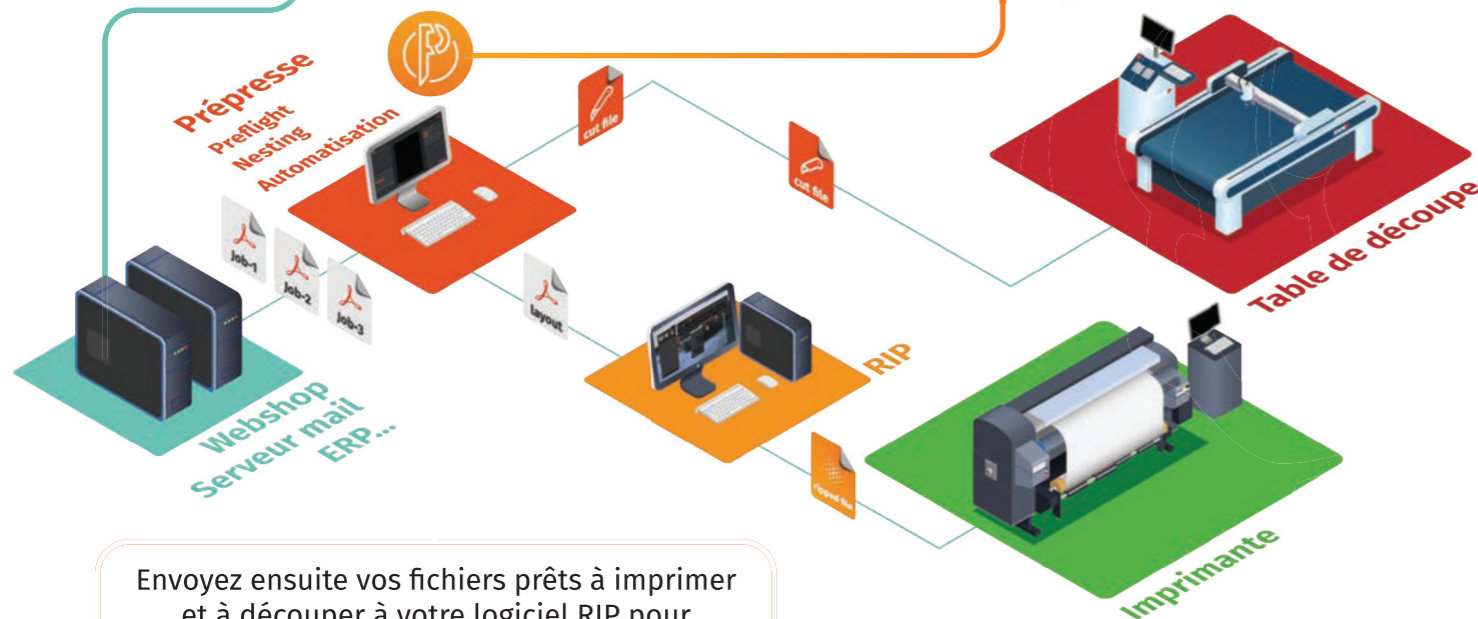 Prépresse
Preflight
Nesting
Automatisation
cut file
cut file
Table de découpe
Job-1
Job-2
Job-3
layout
Webshop
Serveur mail
ERP...
RIP
ripped file
Imprimante
Envoyez ensuite vos fichiers prêts à imprimer
et à découper à votre logiciel RIP pour